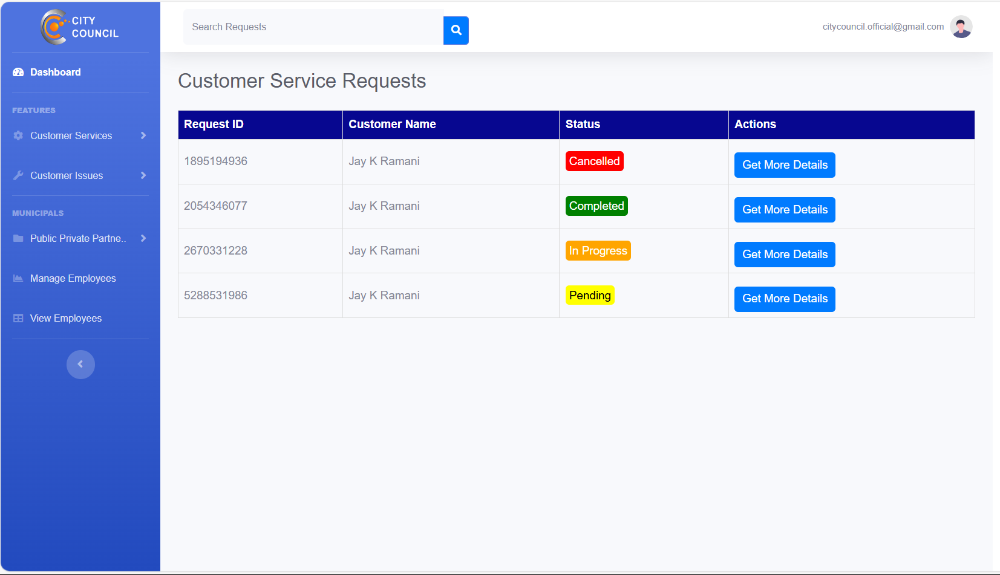 CITY
COUNCIL
Search Requests
citycouncil.official@gmail.com
Dashboard
FEATURES
Customer Services
Customer Issues
MUNICIPALS
Public Private Partne..
Manage Employees
View Employees
Customer Service Requests
Request ID Customer Name Status Actions
1895194936 Jay K Ramani Cancelled Get More Details
2054346077 Jay K Ramani Completed Get More Details
2670331228 Jay K Ramani In Progress Get More Details
5288531986 Jay K Ramani Pending Get More Details